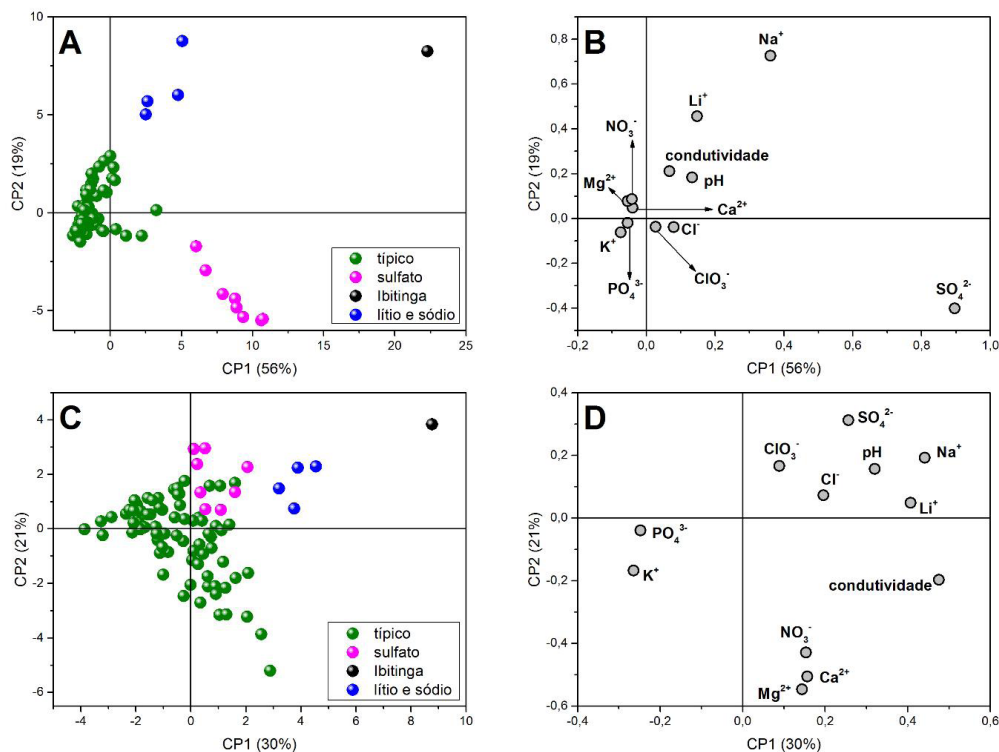 A
10
5
0
-5
CP2 (19%)
0
5
10
15
20
25
CP1 (56%)
típico
sulfato
Ibitinga
lítio e sódio
B
0,8
0,6
0,4
0,2
0,0
-0,2
-0,4
CP2 (19%)
Na⁺
Li⁺
NO₃⁻
condutividade
pH
Mg²⁺
Ca²⁺
K⁺
Cl⁻
PO₄³⁻
ClO₃⁻
SO₄²⁻
-0,2
0,0
0,2
0,4
0,6
0,8
1,0
CP1 (56%)
C
4
2
0
-2
-4
-6
CP2 (21%)
típico
sulfato
Ibitinga
lítio e sódio
-4
-2
0
2
4
6
8
10
CP1 (30%)
D
0,4
0,2
0,0
-0,2
-0,4
-0,6
CP2 (21%)
SO₄²⁻
ClO₃⁻
pH
Na⁺
Cl⁻
Li⁺
PO₄³⁻
K⁺
condutividade
NO₃⁻
Ca²⁺
Mg²⁺
-0,4
-0,2
0,0
0,2
0,4
0,6
CP1 (30%)